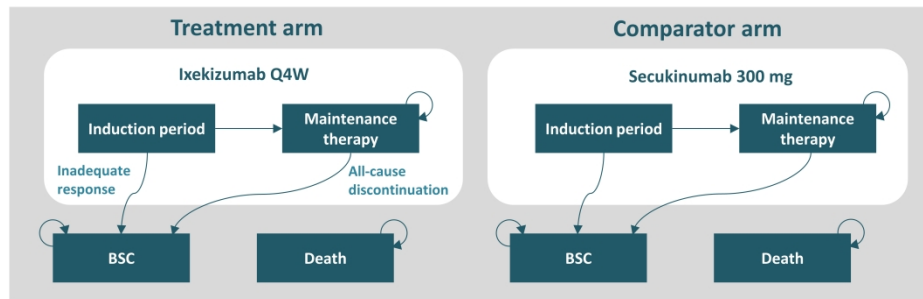 Treatment arm
Ixekizumab Q4W
Induction period
Maintenance
therapy
Inadequate
response
All-cause
discontinuation
BSC
Death
Comparator arm
Secukinumab 300 mg
Induction period
Maintenance
therapy
BSC
Death